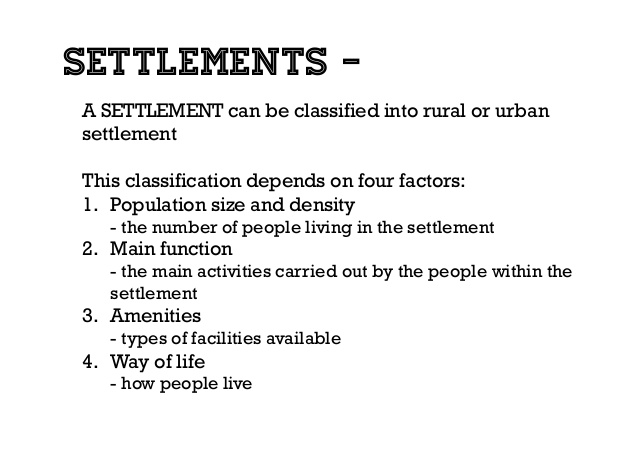 SETTLEMENTS -
A SETTLEMENT can be classified into rural or urban
settlement
This classification depends on four factors:
1. Population size and density
- the number of people living in the settlement
2. Main function
- the main activities carried out by the people within the
settlement
3. Amenities
- types of facilities available
4. Way of life
- how people live